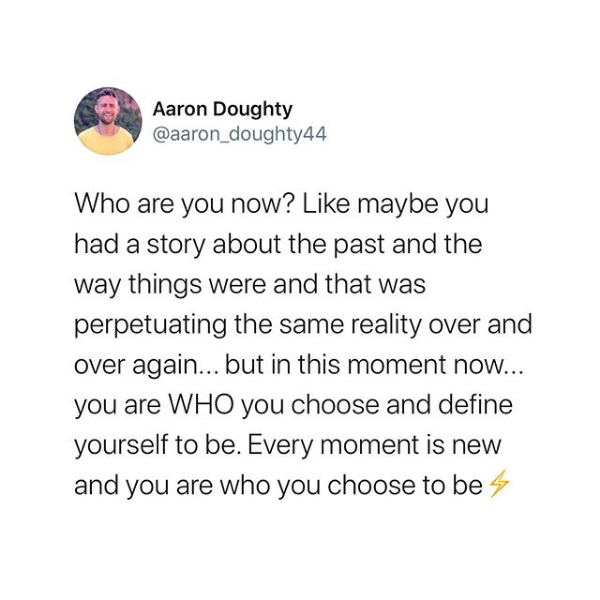 Aaron Doughty
@aaron_doughty44
Who are you now? Like maybe you
had a story about the past and the
way things were and that was
perpetuating the same reality over and
over again... but in this moment now...
you are WHO you choose and define
yourself to be. Every moment is new
and you are who you choose to be⚡